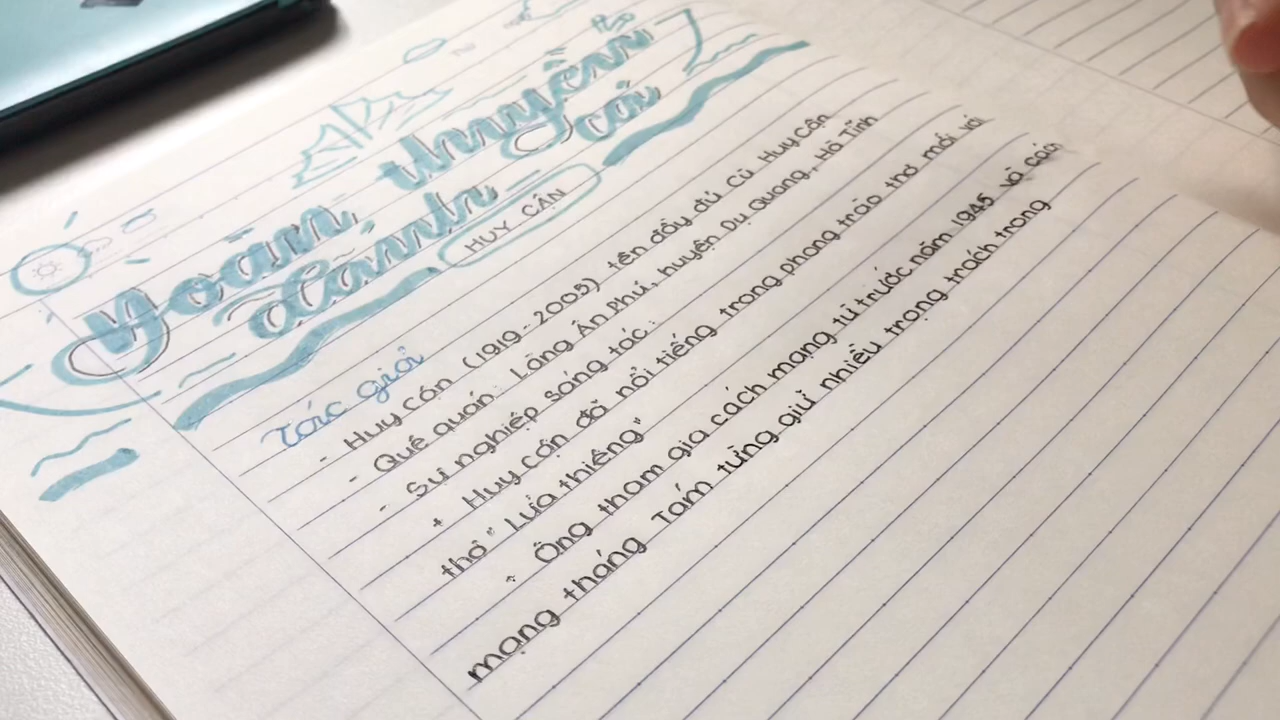 Đoàn thuyền
đánh cá
HUY CẬN
Tác giả
- Huy Cận (1919 - 2005) tên đầy đủ Cù Huy Cận
- Quê quán: Làng Ân Phú, huyện Vụ Quang, Hà Tĩnh
- Sự nghiệp sáng tác:
+ Huy Cận đã nổi tiếng trong phong trào thơ mới với
thơ "Lửa thiêng"
+ Ông tham gia cách mạng từ trước năm 1945 và các
mạng tháng Tám từng giữ nhiều trọng trách trong